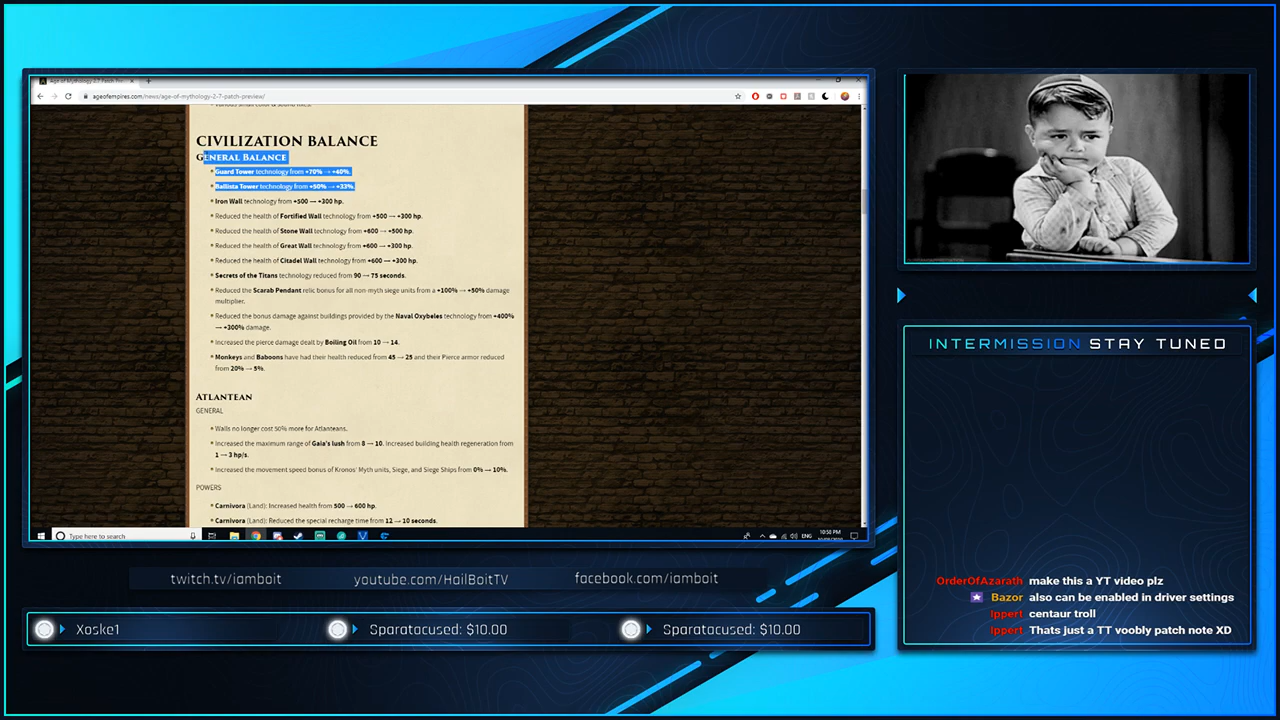 Age of Mythology 2.7 Patch Pre
ageofempires.com/news/age-of-mythology-2-7-patch-preview/
CIVILIZATION BALANCE
GENERAL BALANCE
Guard Tower technology from +70% → +40%.
Ballista Tower technology from +50% → +33%.
Iron Wall technology from +500 → +300 hp.
Reduced the health of Fortified Wall technology from +500 → +300 hp.
Reduced the health of Stone Wall technology from +600 → +500 hp.
Reduced the health of Great Wall technology from +600 → +300 hp.
Reduced the health of Citadel Wall technology from +600 → +300 hp.
Secrets of the Titans technology reduced from 90 → 75 seconds.
Reduced the Scarab Pendant relic bonus for all non-myth siege units from a +100% → +50% damage
multiplier.
Reduced the bonus damage against buildings provided by the Naval Oxybeles technology from +400%
→ +300% damage.
Increased the pierce damage dealt by Boiling Oil from 10 → 14.
Monkeys and Baboons have had their health reduced from 45 → 25 and their Pierce armor reduced
from 20% → 5%.
ATLANTEAN
GENERAL
Walls no longer cost 50% more for Atlanteans.
Increased the maximum range of Gaia's lush from 8 → 10. Increased building health regeneration from
1 → 3 hp/s.
Increased the movement speed bonus of Kronos' Myth units, Siege, and Siege Ships from 0% → 10%.
POWERS
Carnivora (Land): Increased health from 500 → 600 hp.
Carnivora (Land): Reduced the special recharge time from 12 → 10 seconds.
Type here to search
ENG
10:58 PM
twitch.tv/iamboit
youtube.com/HailBoitTV
facebook.com/iamboit
Xaske1
Sparatacused: $10.00
Sparatacused: $10.00
INTERMISSION STAY TUNED
OrderOfAzarath make this a YT video plz
Bazor also can be enabled in driver settings
Ippert centaur troll
Ippert Thats just a TT voobly patch note XD